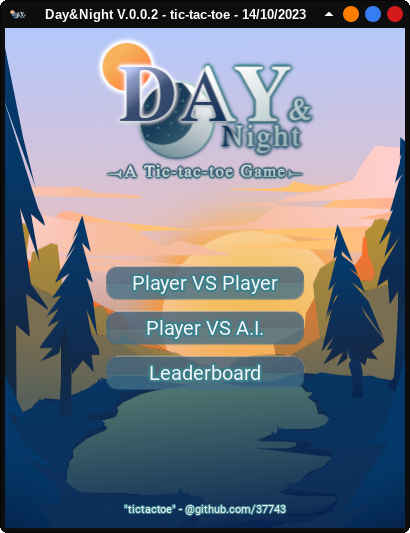 Day&Night V.0.0.2 - tic-tac-toe - 14/10/2023
DAY &
Night
A Tic-tac-toe Game
Player VS Player
Player VS A.I.
Leaderboard
"tictactoe" - @github.com/37743